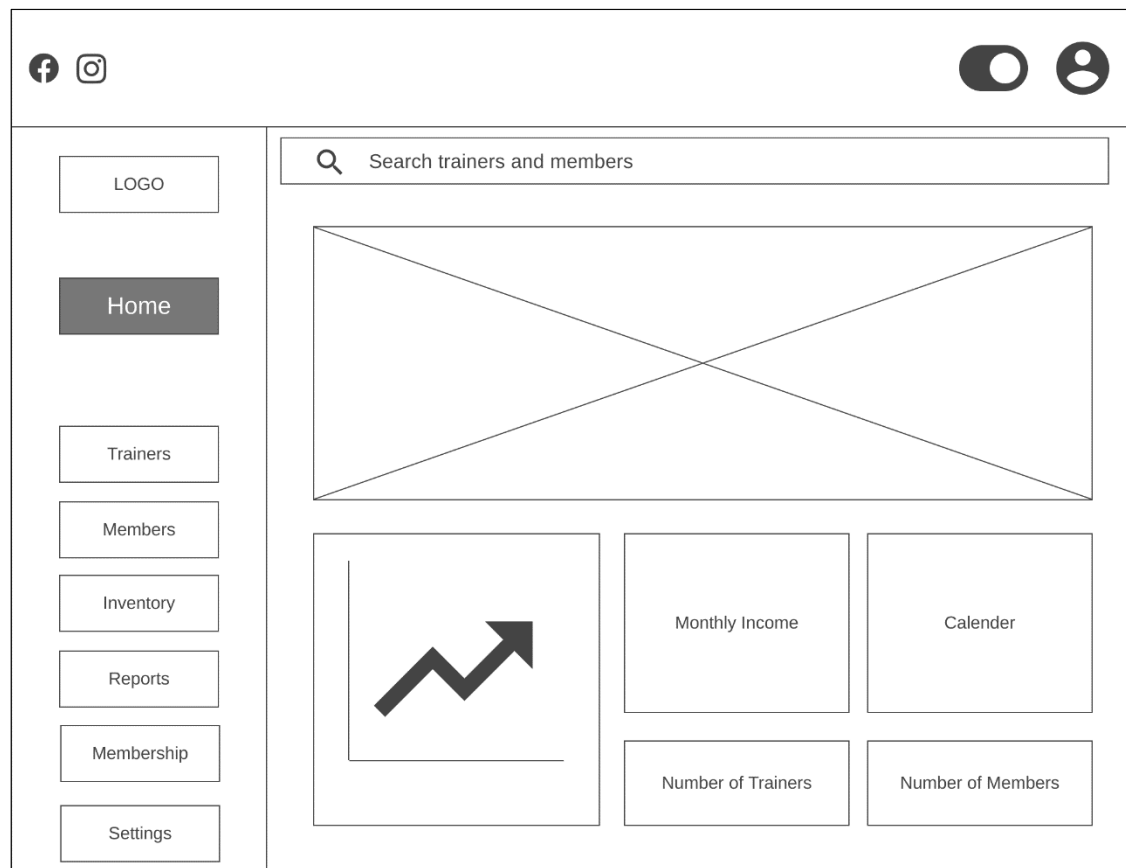 Search trainers and members
LOGO
Home
Trainers
Members
Inventory
Reports
Membership
Settings
Monthly Income
Calender
Number of Trainers
Number of Members